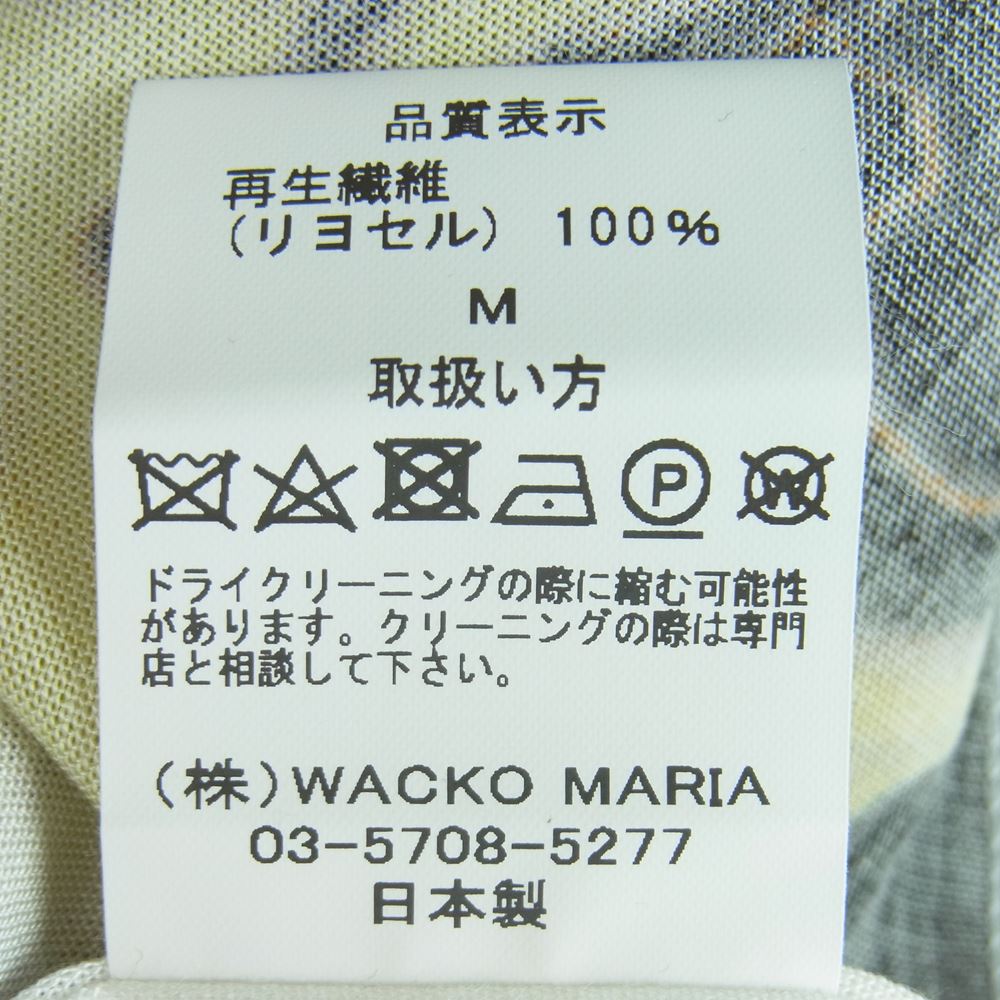 品質表示
再生繊維
(リヨセル) 100%
M
取扱い方
P W
ドライクリーニングの際に縮む可能性
があります。クリーニングの際は専門
店と相談して下さい。
(株)WACKO MARIA
03-5708-5277
日本製